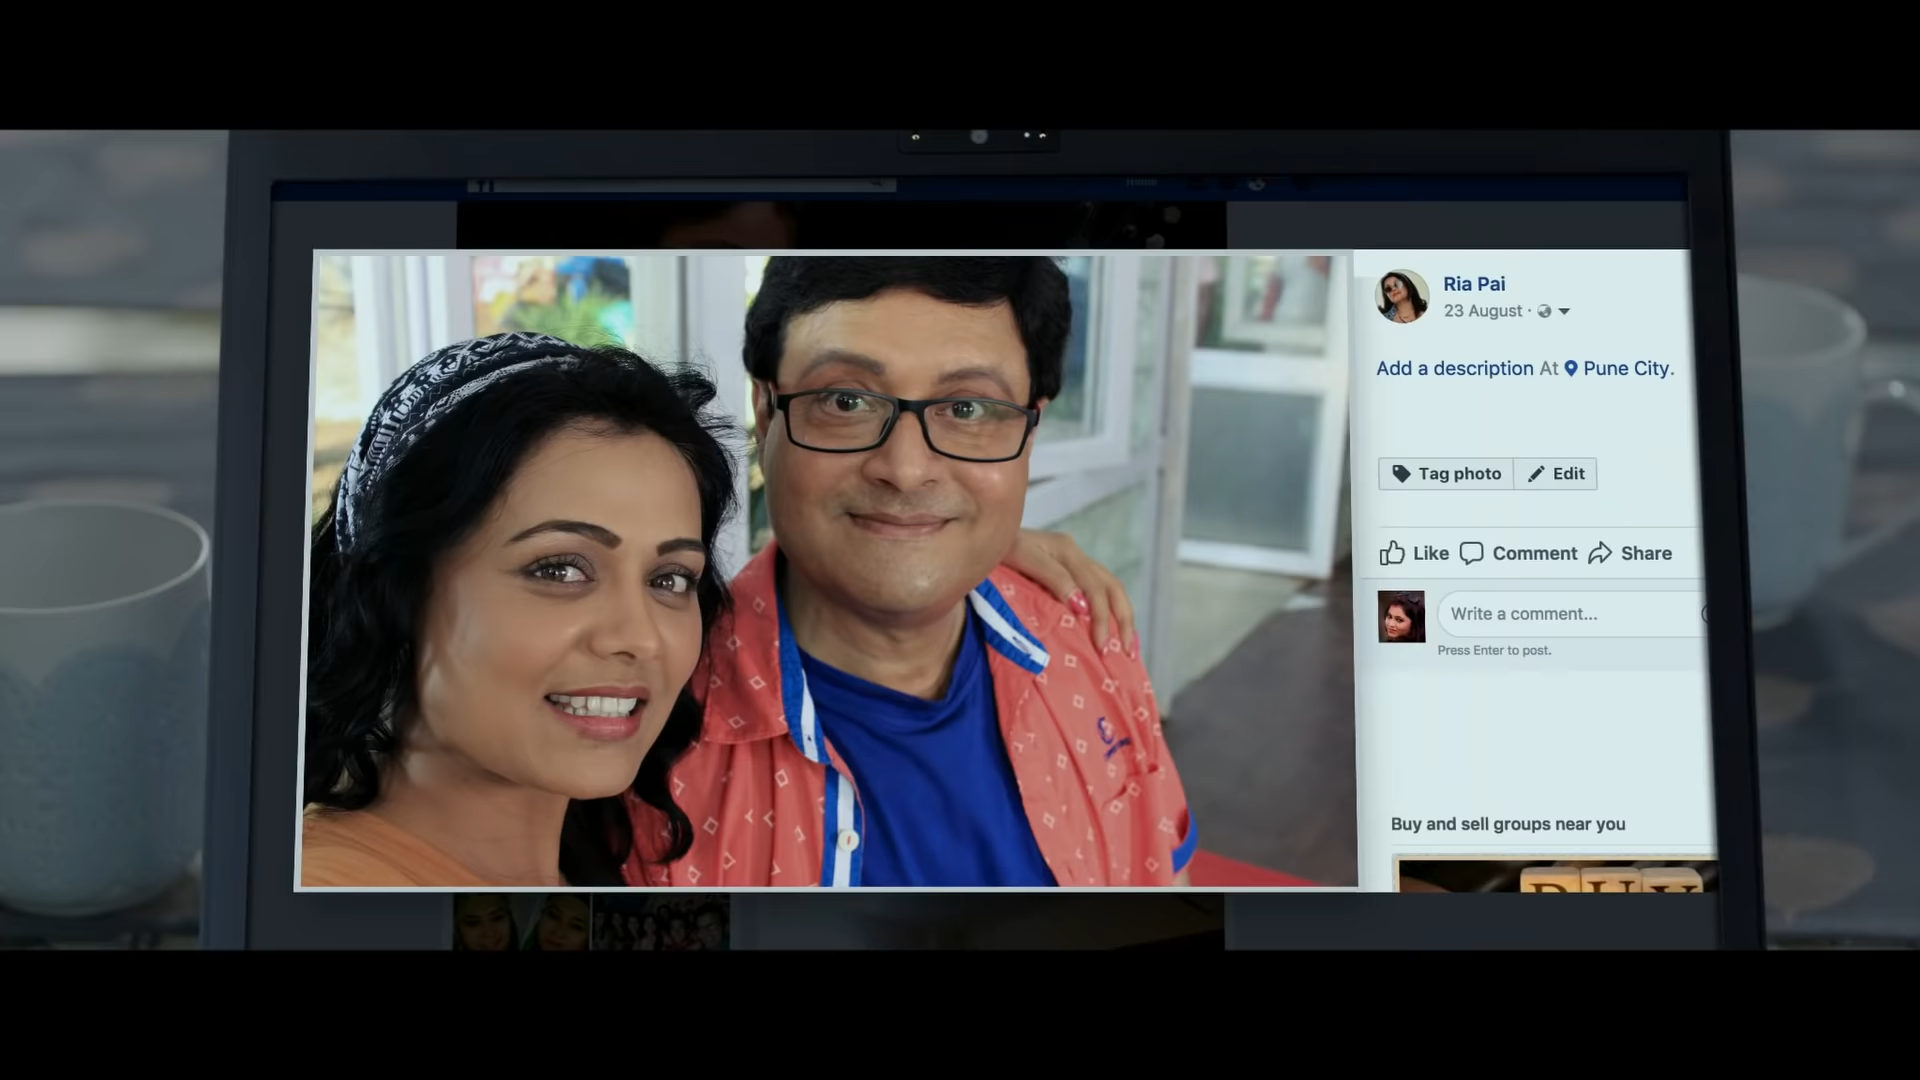 Ria Pai
23 August ·
Add a description At Pune City.
Tag photo Edit
Like Comment Share
Write a comment...
Press Enter to post.
Buy and sell groups near you
BUY